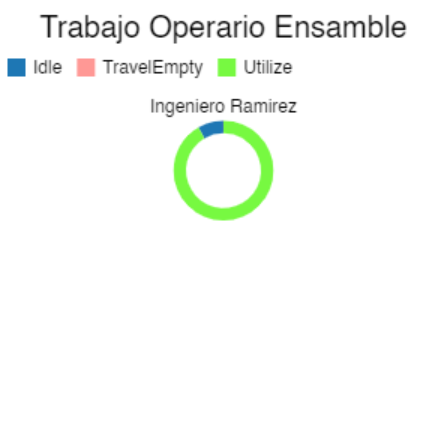 Trabajo Operario Ensamble
Idle TravelEmpty Utilize
Ingeniero Ramirez